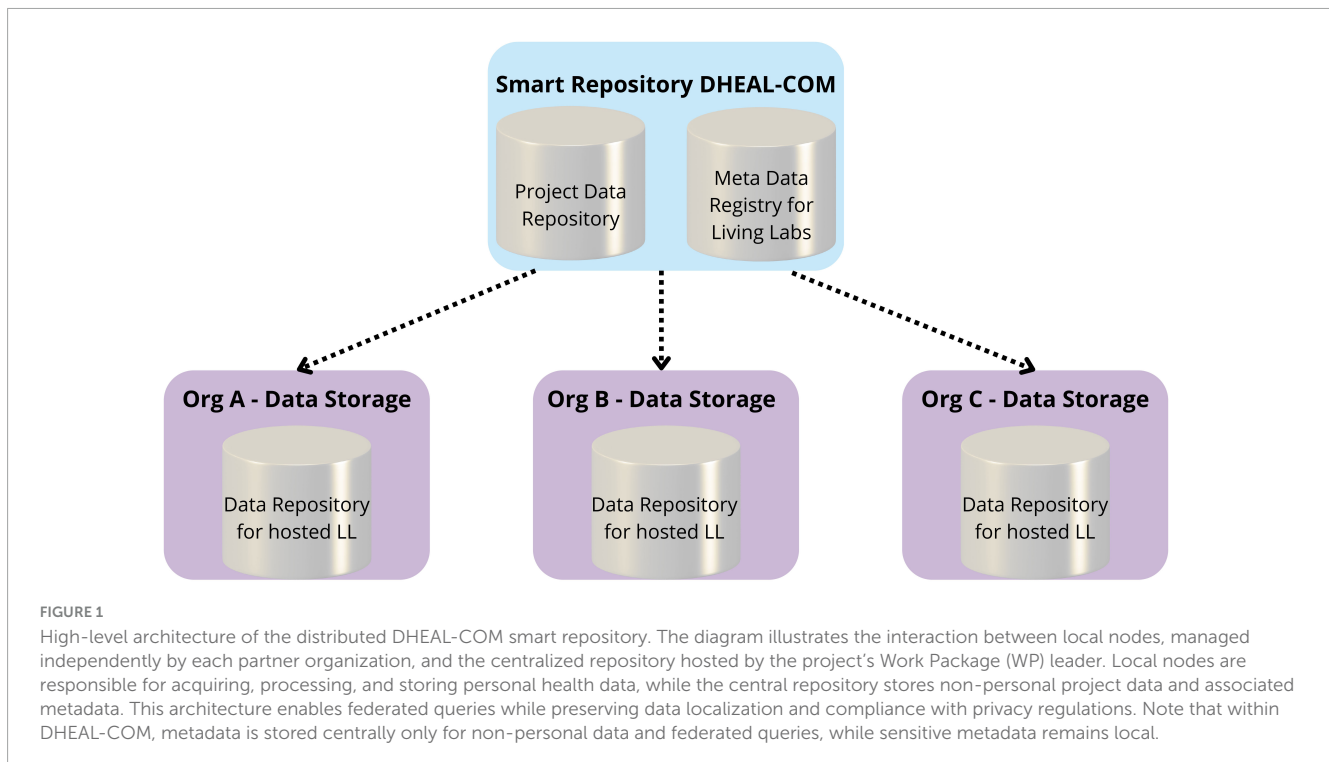 Smart Repository DHEAL-COM
Project Data
Repository
Meta Data
Registry for
Living Labs
Org A - Data Storage
Data Repository
for hosted LL
Org B - Data Storage
Data Repository
for hosted LL
Org C - Data Storage
Data Repository
for hosted LL
FIGURE 1
High-level architecture of the distributed DHEAL-COM smart repository. The diagram illustrates the interaction between local nodes, managed
independently by each partner organization, and the centralized repository hosted by the project's Work Package (WP) leader. Local nodes are
responsible for acquiring, processing, and storing personal health data, while the central repository stores non-personal project data and associated
metadata. This architecture enables federated queries while preserving data localization and compliance with privacy regulations. Note that within
DHEAL-COM, metadata is stored centrally only for non-personal data and federated queries, while sensitive metadata remains local.